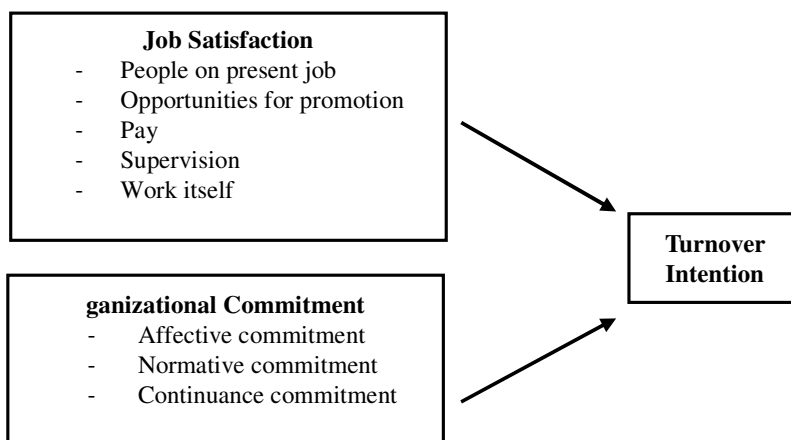 Job Satisfaction
- People on present job
- Opportunities for promotion
- Pay
- Supervision
- Work itself
Turnover
Intention
ganizational Commitment
- Affective commitment
- Normative commitment
- Continuance commitment